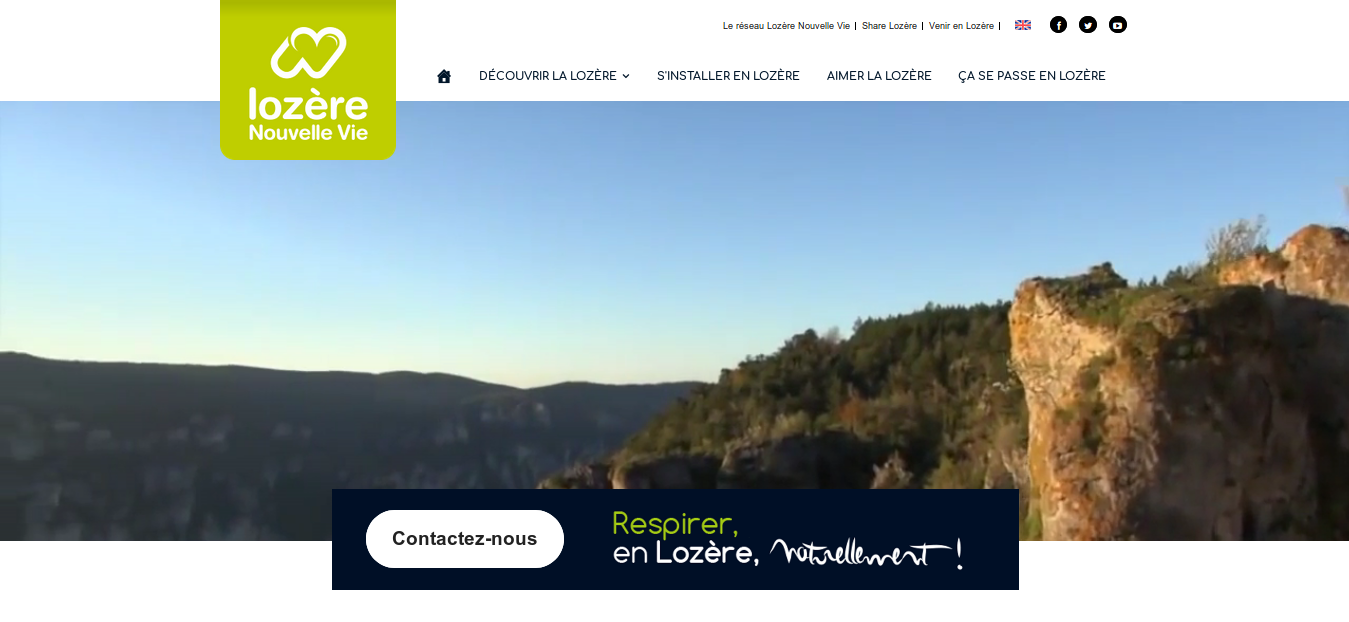 Le réseau Lozère Nouvelle Vie
Share Lozère
Venir en Lozère
DÉCOUVRIR LA LOZÈRE
S'INSTALLER EN LOZÈRE
AIMER LA LOZÈRE
ÇA SE PASSE EN LOZÈRE
lozère
Nouvelle Vie
Contactez-nous
Respirer,
en Lozère, naturellement !